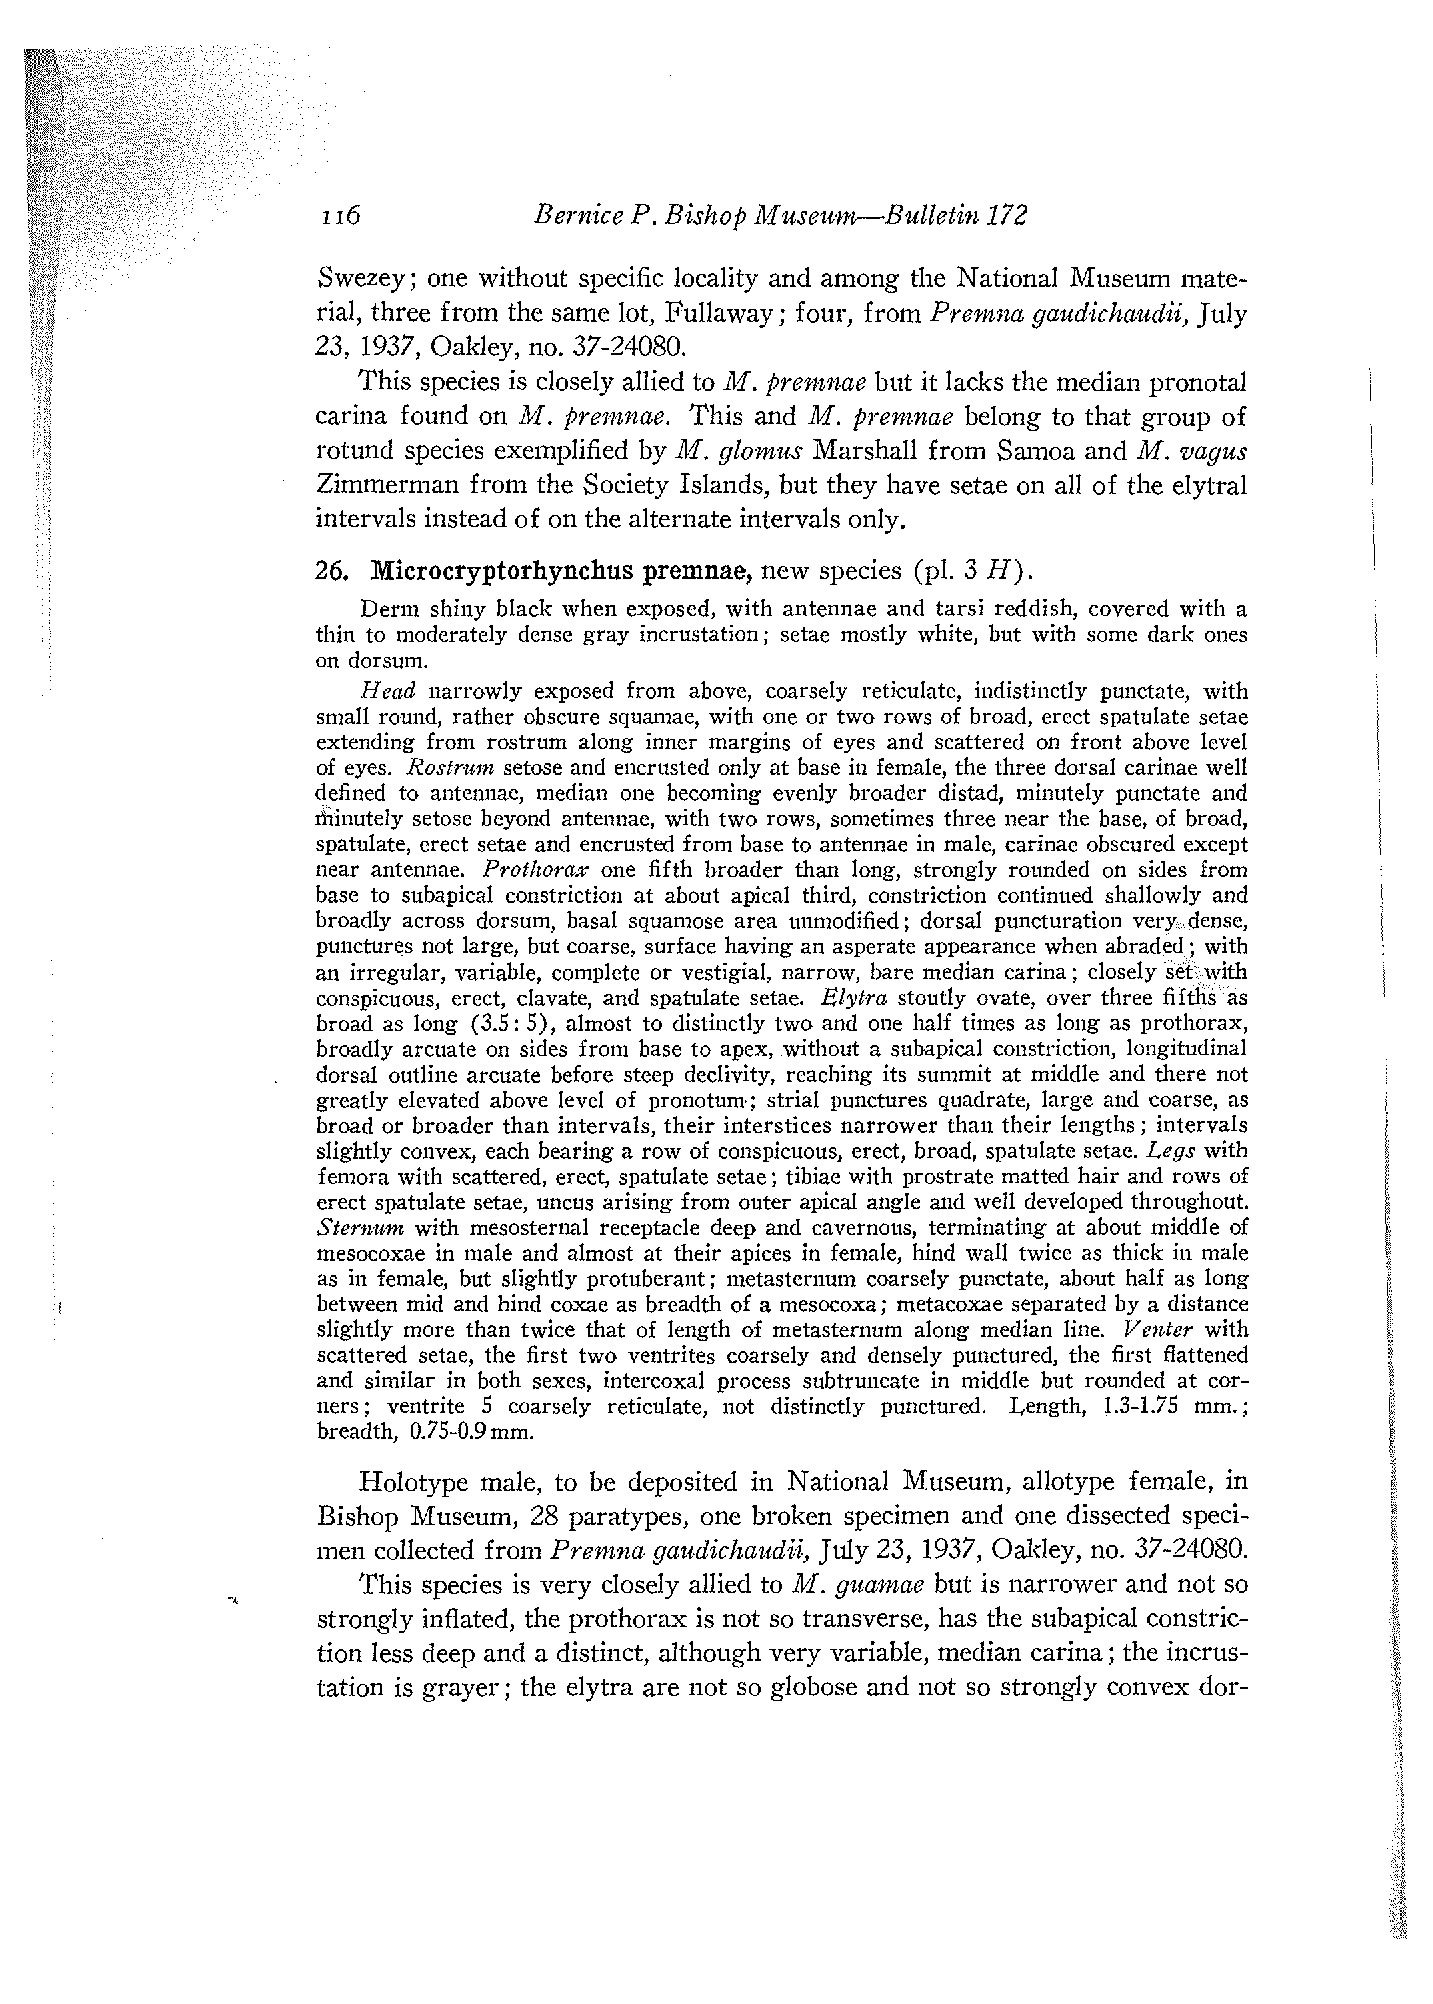 116 Bernice P. Bishop Museum—Bulletin 172
Swezey; one without specific locality and among the National Museum mate-
rial, three from the same lot, Fullaway; four, from Premna gaudichaudii, July
23, 1937, Oakley, no. 37-24080.
This species is closely allied to M. premnae but it lacks the median pronotal
carina found on M. premnae. This and M. premnae belong to that group of
rotund species exemplified by M. glomus Marshall from Samoa and M. vagus
Zimmerman from the Society Islands, but they have setae on all of the elytral
intervals instead of on the alternate intervals only.
26. Microcryptorhynchus premnae, new species (pl. 3 H).
Derm shiny black when exposed, with antennae and tarsi reddish, covered with a
thin to moderately dense gray incrustation; setae mostly white, but with some dark ones
on dorsum.
Head narrowly exposed from above, coarsely reticulate, indistinctly punctate, with
small round, rather obscure squamae, with one or two rows of broad, erect spatulate setae
extending from rostrum along inner margins of eyes and scattered on front above level
of eyes. Rostrum setose and encrusted only at base in female, the three dorsal carinae well
defined to antennae, median one becoming evenly broader distad, minutely punctate and
minutely setose beyond antennae, with two rows, sometimes three near the base, of broad,
spatulate, erect setae and encrusted from base to antennae in male, carinae obscured except
near antennae. Prothorax one fifth broader than long, strongly rounded on sides from
base to subapical constriction at about apical third, constriction continued shallowly and
broadly across dorsum, basal squamose area unmodified; dorsal puncturation very dense,
punctures not large, but coarse, surface having an asperate appearance when abraded; with
an irregular, variable, complete or vestigial, narrow, bare median carina; closely set with
conspicuous, erect, clavate, and spatulate setae. Elytra stoutly ovate, over three fifths as
broad as long (3.5: 5), almost to distinctly two and one half times as long as prothorax,
broadly arcuate on sides from base to apex, without a subapical constriction, longitudinal
dorsal outline arcuate before steep declivity, reaching its summit at middle and there not
greatly elevated above level of pronotum; strial punctures quadrate, large and coarse, as
broad or broader than intervals, their interstices narrower than their lengths; intervals
slightly convex, each bearing a row of conspicuous, erect, broad, spatulate setae. Legs with
femora with scattered, erect, spatulate setae; tibiae with prostrate matted hair and rows of
erect spatulate setae, uncus arising from outer apical angle and well developed throughout.
Sternum with mesosternal receptacle deep and cavernous, terminating at about middle of
mesocoxae in male and almost at their apices in female, hind wall twice as thick in male
as in female, but slightly protuberant; metasternum coarsely punctate, about half as long
between mid and hind coxae as breadth of a mesocoxa; metacoxae separated by a distance
slightly more than twice that of length of metasternum along median line. Venter with
scattered setae, the first two ventrites coarsely and densely punctured, the first flattened
and similar in both sexes, intercoxal process subtruncate in middle but rounded at cor-
ners; ventrite 5 coarsely reticulate, not distinctly punctured. Length, 1.3-1.75 mm.;
breadth, 0.75-0.9 mm.
Holotype male, to be deposited in National Museum, allotype female, in
Bishop Museum, 28 paratypes, one broken specimen and one dissected speci-
men collected from Premna gaudichaudii, July 23, 1937, Oakley, no. 37-24080.
This species is very closely allied to M. guamae but is narrower and not so
strongly inflated, the prothorax is not so transverse, has the subapical constric-
tion less deep and a distinct, although very variable, median carina; the incrus-
tation is grayer; the elytra are not so globose and not so strongly convex dor-